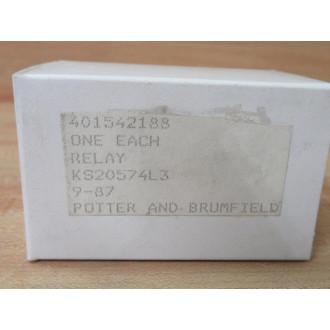 401542188
ONE EACH
RELAY
KS20574L3
9-87
POTTER AND BRUMFIELD